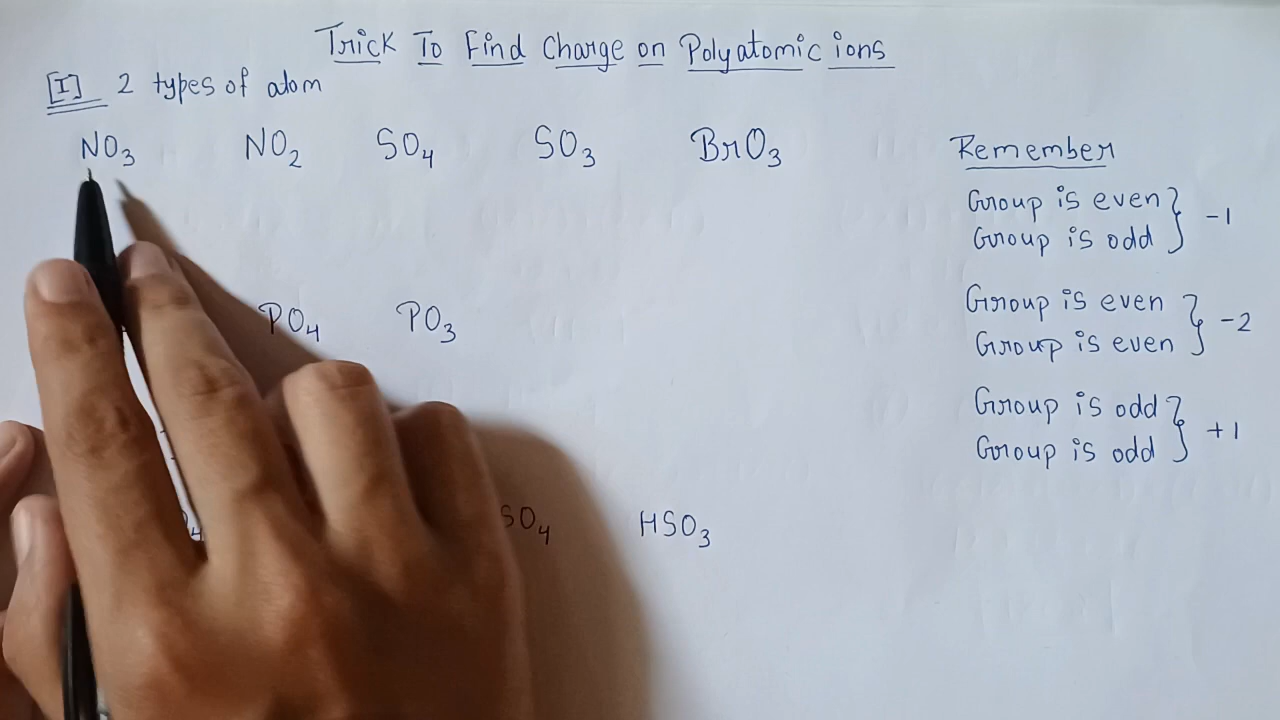 Trick To Find Charge on Polyatomic ions
[I] 2 types of atom
NO₃ NO₂ SO₄ SO₃ BrO₃
Remember
Group is even
Group is odd } -1
Group is even
Group is even } -2
Group is odd
Group is odd } +1
PO₄ PO₃
SO₄ HSO₃